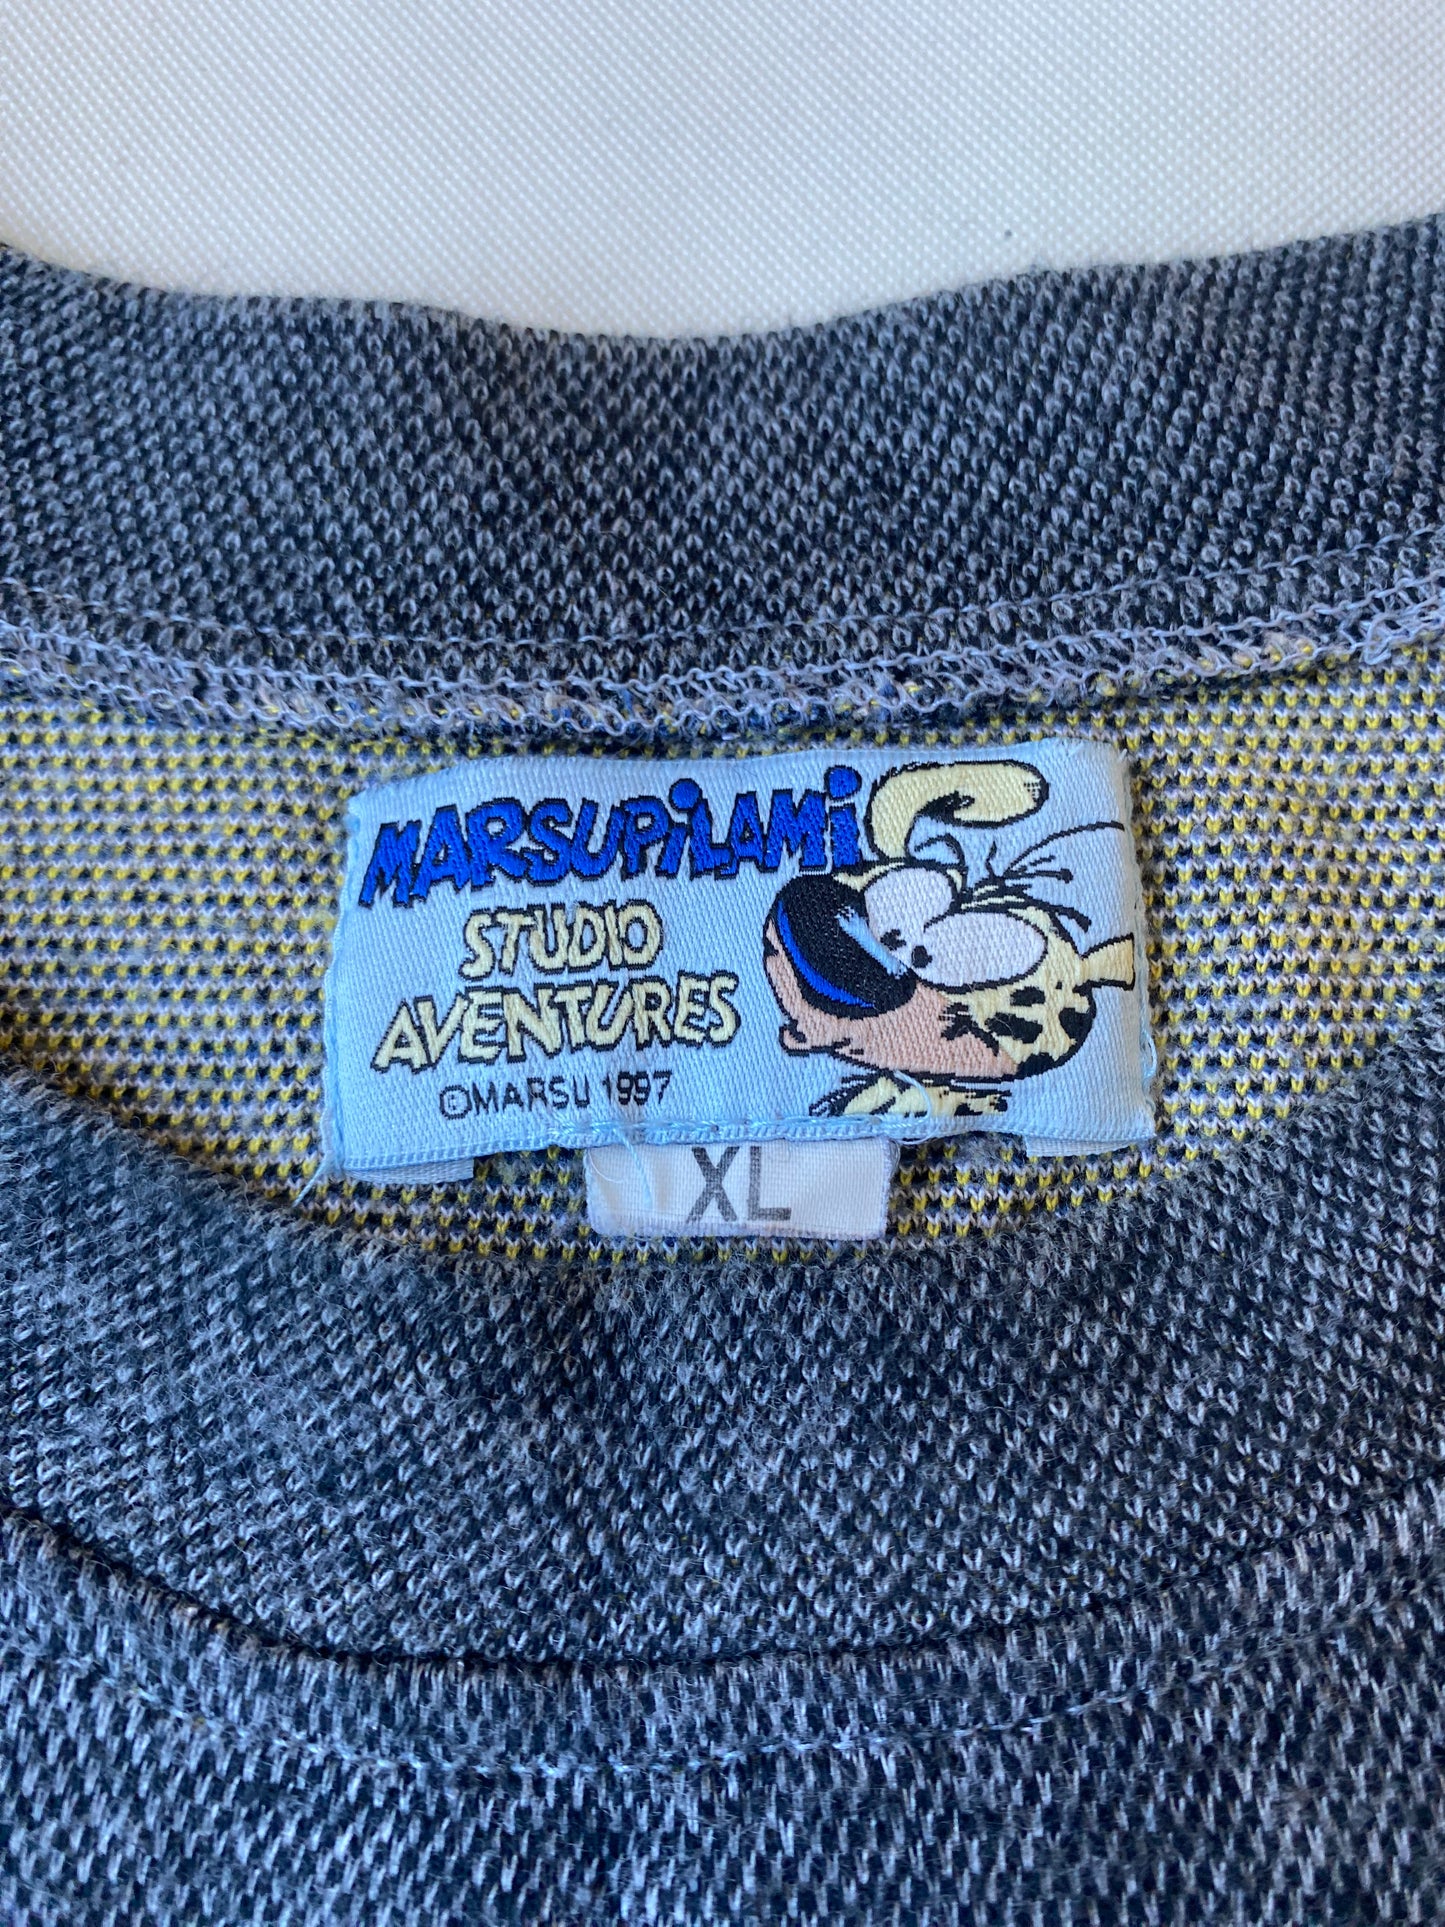 MARSUPiLAMi
STUDIO
AVENTURES
©MARSU 1997
XL